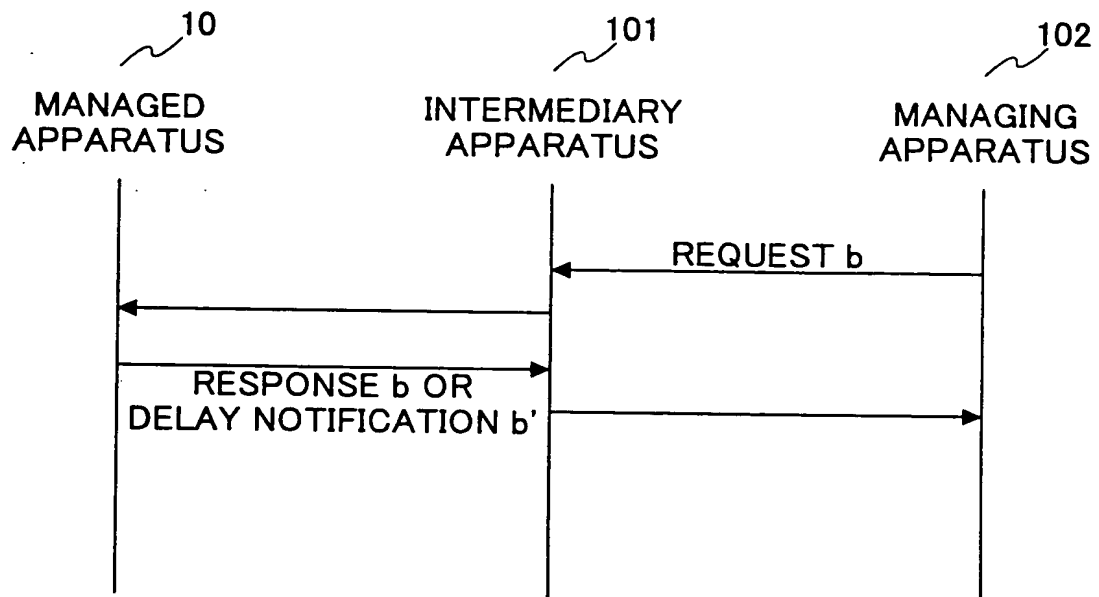 10
101
102
MANAGED
APPARATUS
INTERMEDIARY
APPARATUS
MANAGING
APPARATUS
REQUEST b
RESPONSE b OR
DELAY NOTIFICATION b'